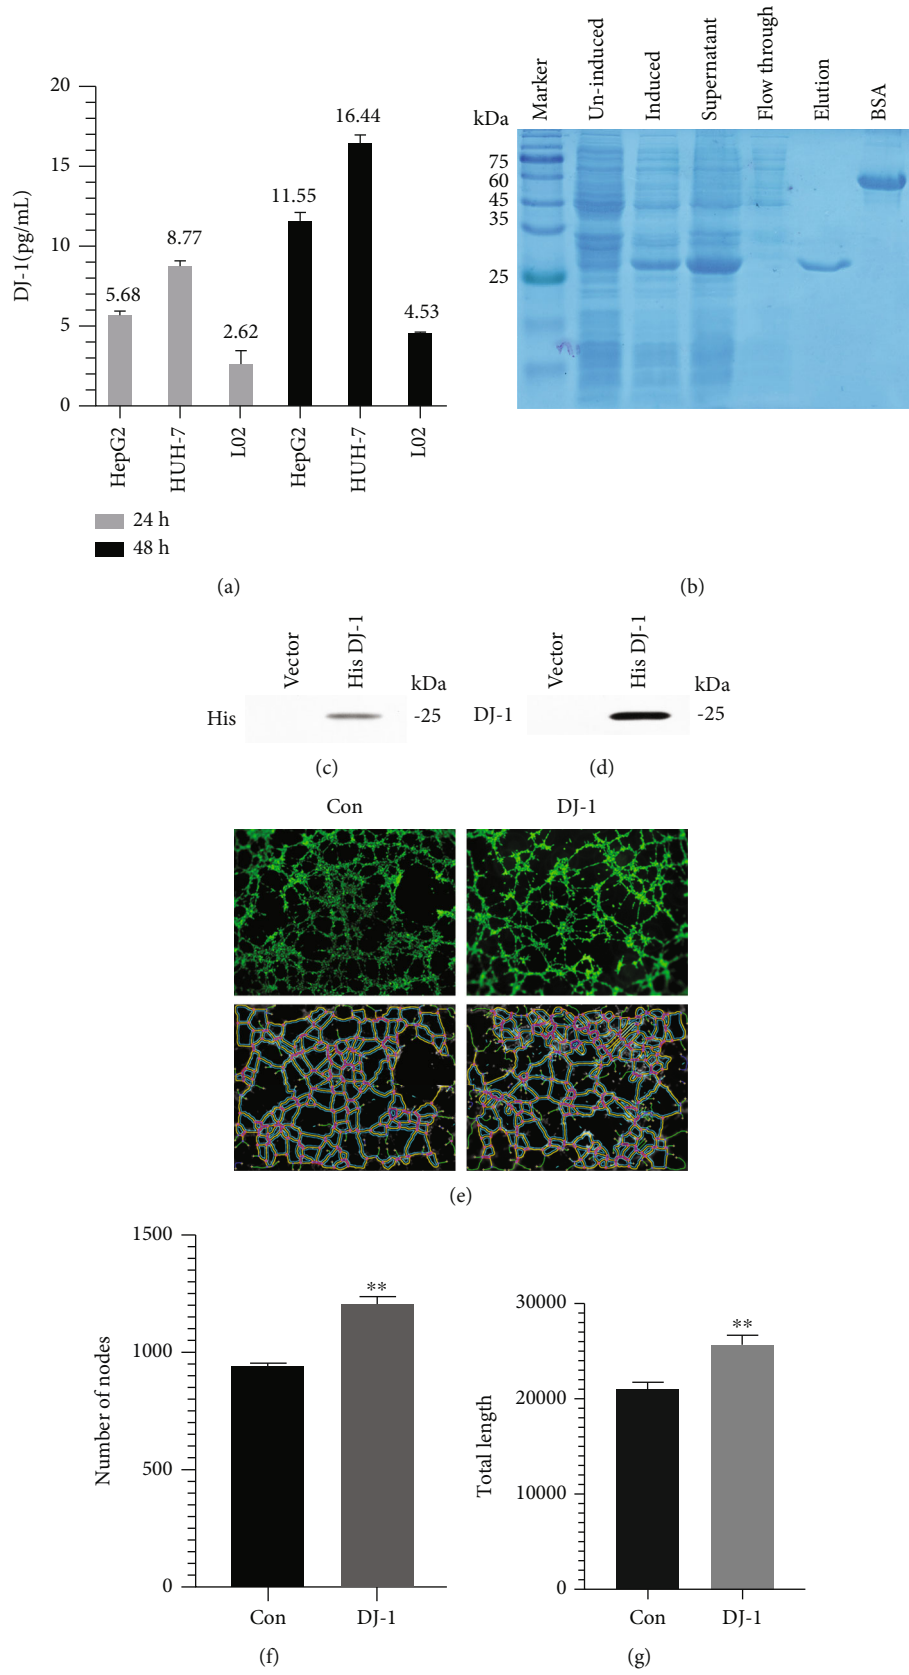 20
15
10
5
0
DJ-1(pg/mL)
5.68
8.77
2.62
11.55
16.44
4.53
HepG2
HUH-7
L02
HepG2
HUH-7
L02
24 h
48 h
(a)
kDa
Marker
Un-induced
Induced
Supernatant
Flow through
Elution
BSA
75
60
45
35
25
(b)
Vector
His DJ-1
kDa
His
-25
(c)
Vector
His DJ-1
kDa
DJ-1
-25
(d)
Con
DJ-1
(e)
1500
1000
500
0
Number of nodes
**
Con
DJ-1
(f)
30000
20000
10000
0
Total length
**
Con
DJ-1
(g)